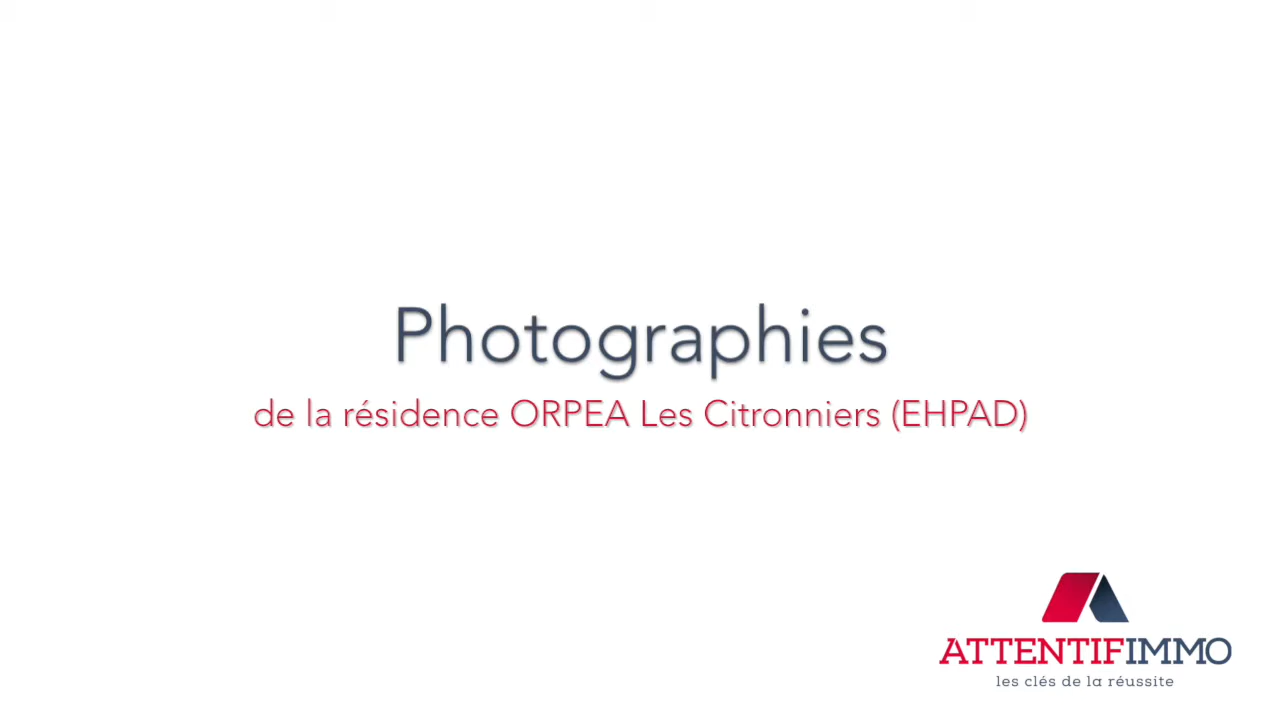 Photographies
de la résidence ORPEA Les Citronniers (EHPAD)
ATTENTIFIMMO
les clés de la réussite